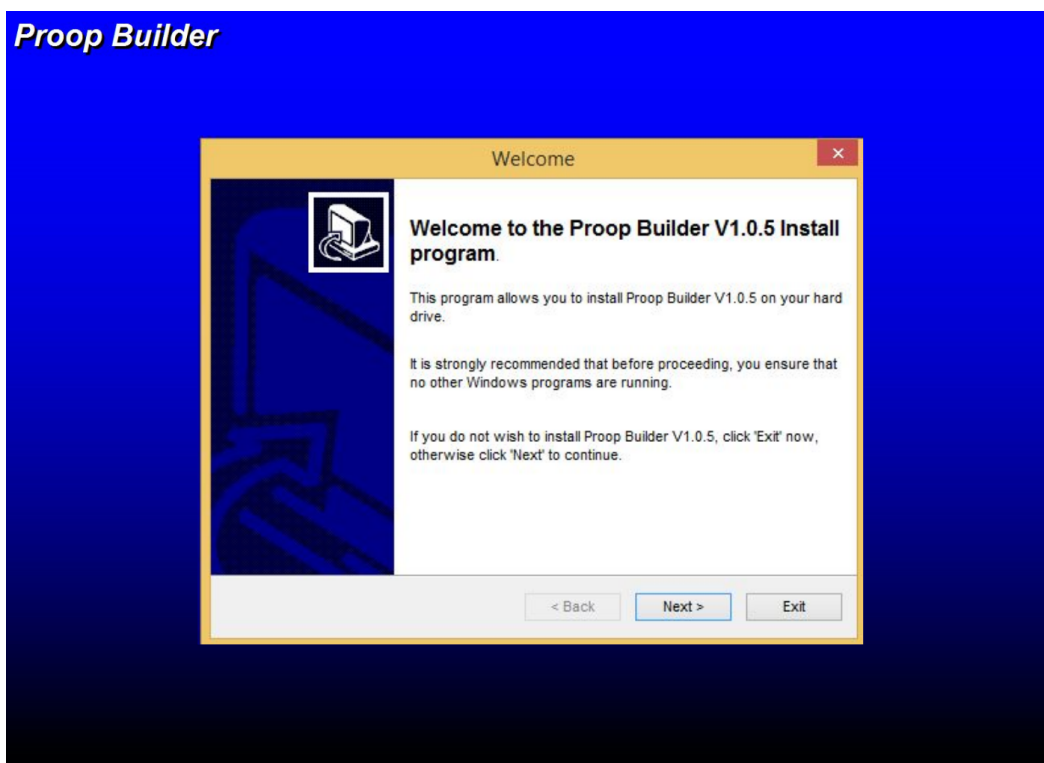 Proop Builder
Welcome
Welcome to the Proop Builder V1.0.5 Install
program.
This program allows you to install Proop Builder V1.0.5 on your hard
drive.
It is strongly recommended that before proceeding, you ensure that
no other Windows programs are running.
If you do not wish to install Proop Builder V1.0.5, click 'Exit' now,
otherwise click 'Next' to continue.
< Back Next > Exit